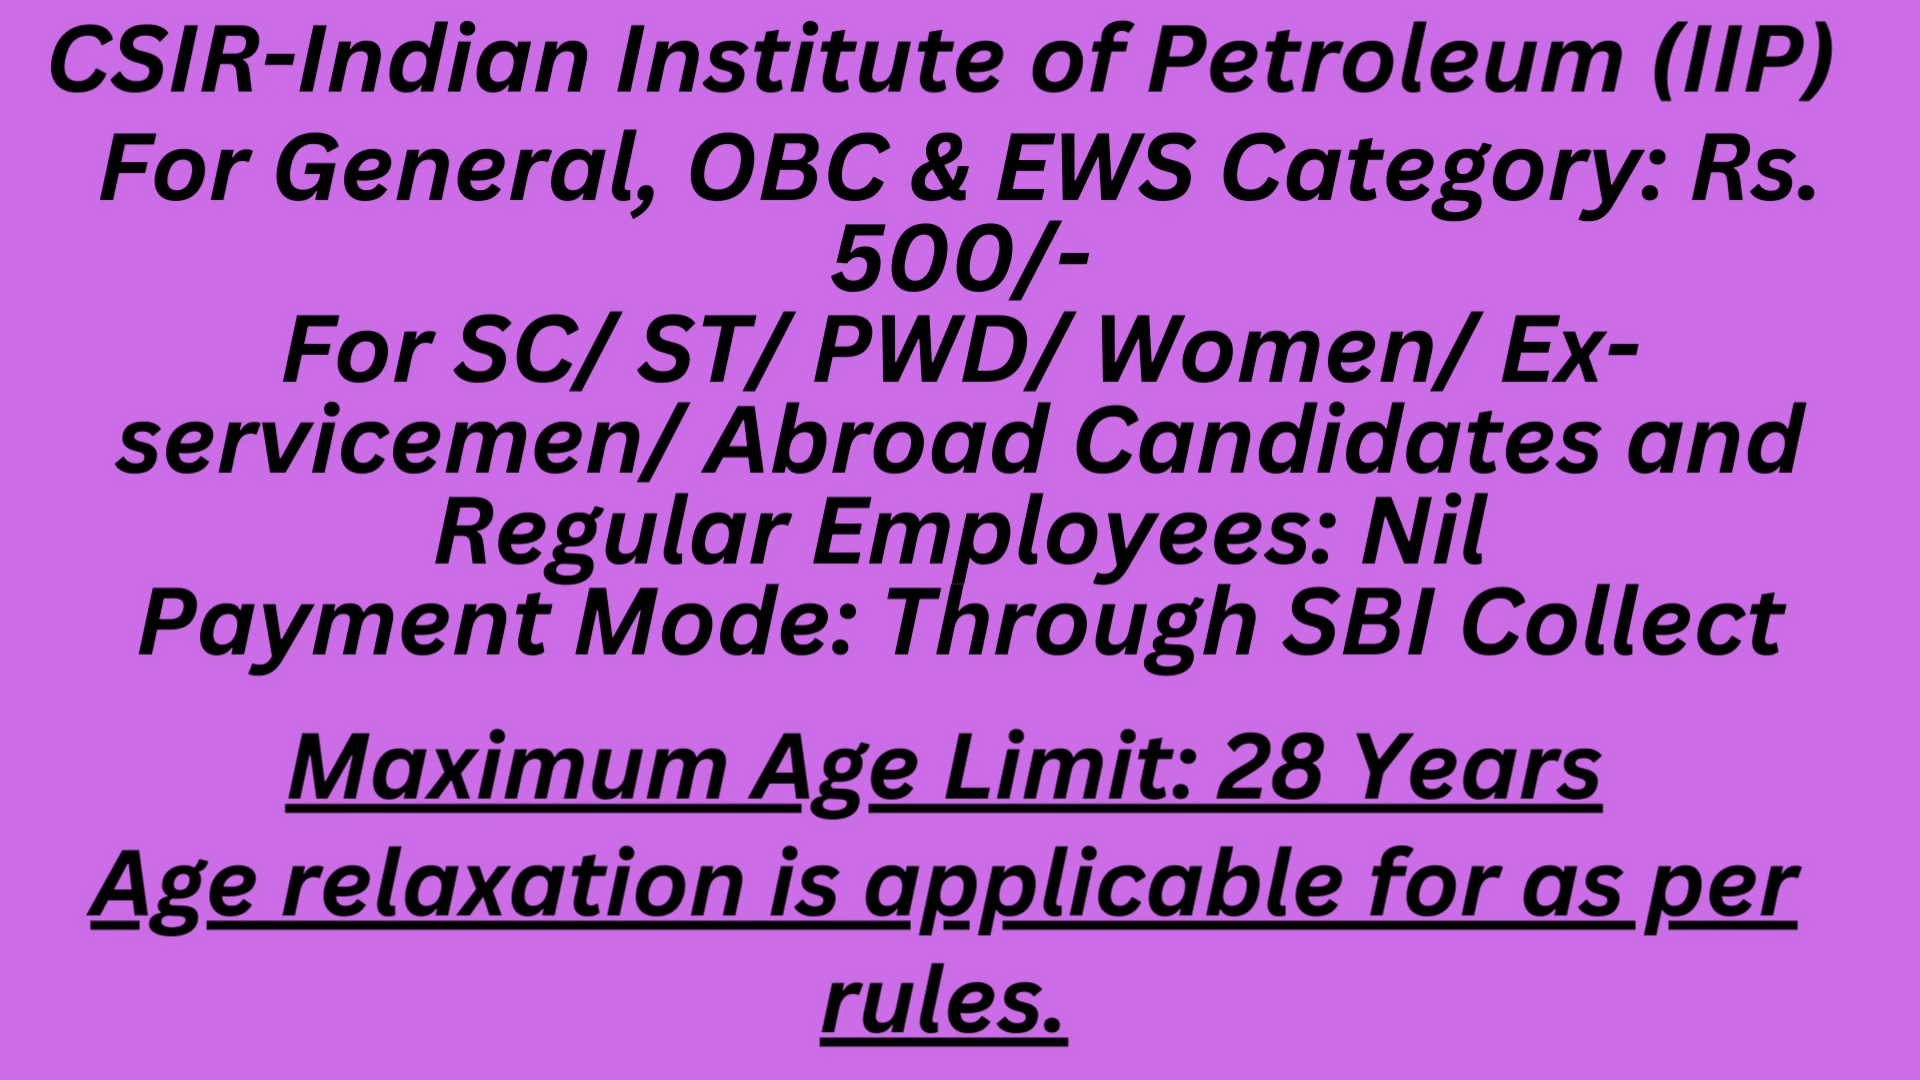 CSIR-Indian Institute of Petroleum (IIP)
For General, OBC & EWS Category: Rs.
500/-
For SC/ ST/ PWD/ Women/ Ex-
servicemen/ Abroad Candidates and
Regular Employees: Nil
Payment Mode: Through SBI Collect
Maximum Age Limit: 28 Years
Age relaxation is applicable for as per
rules.